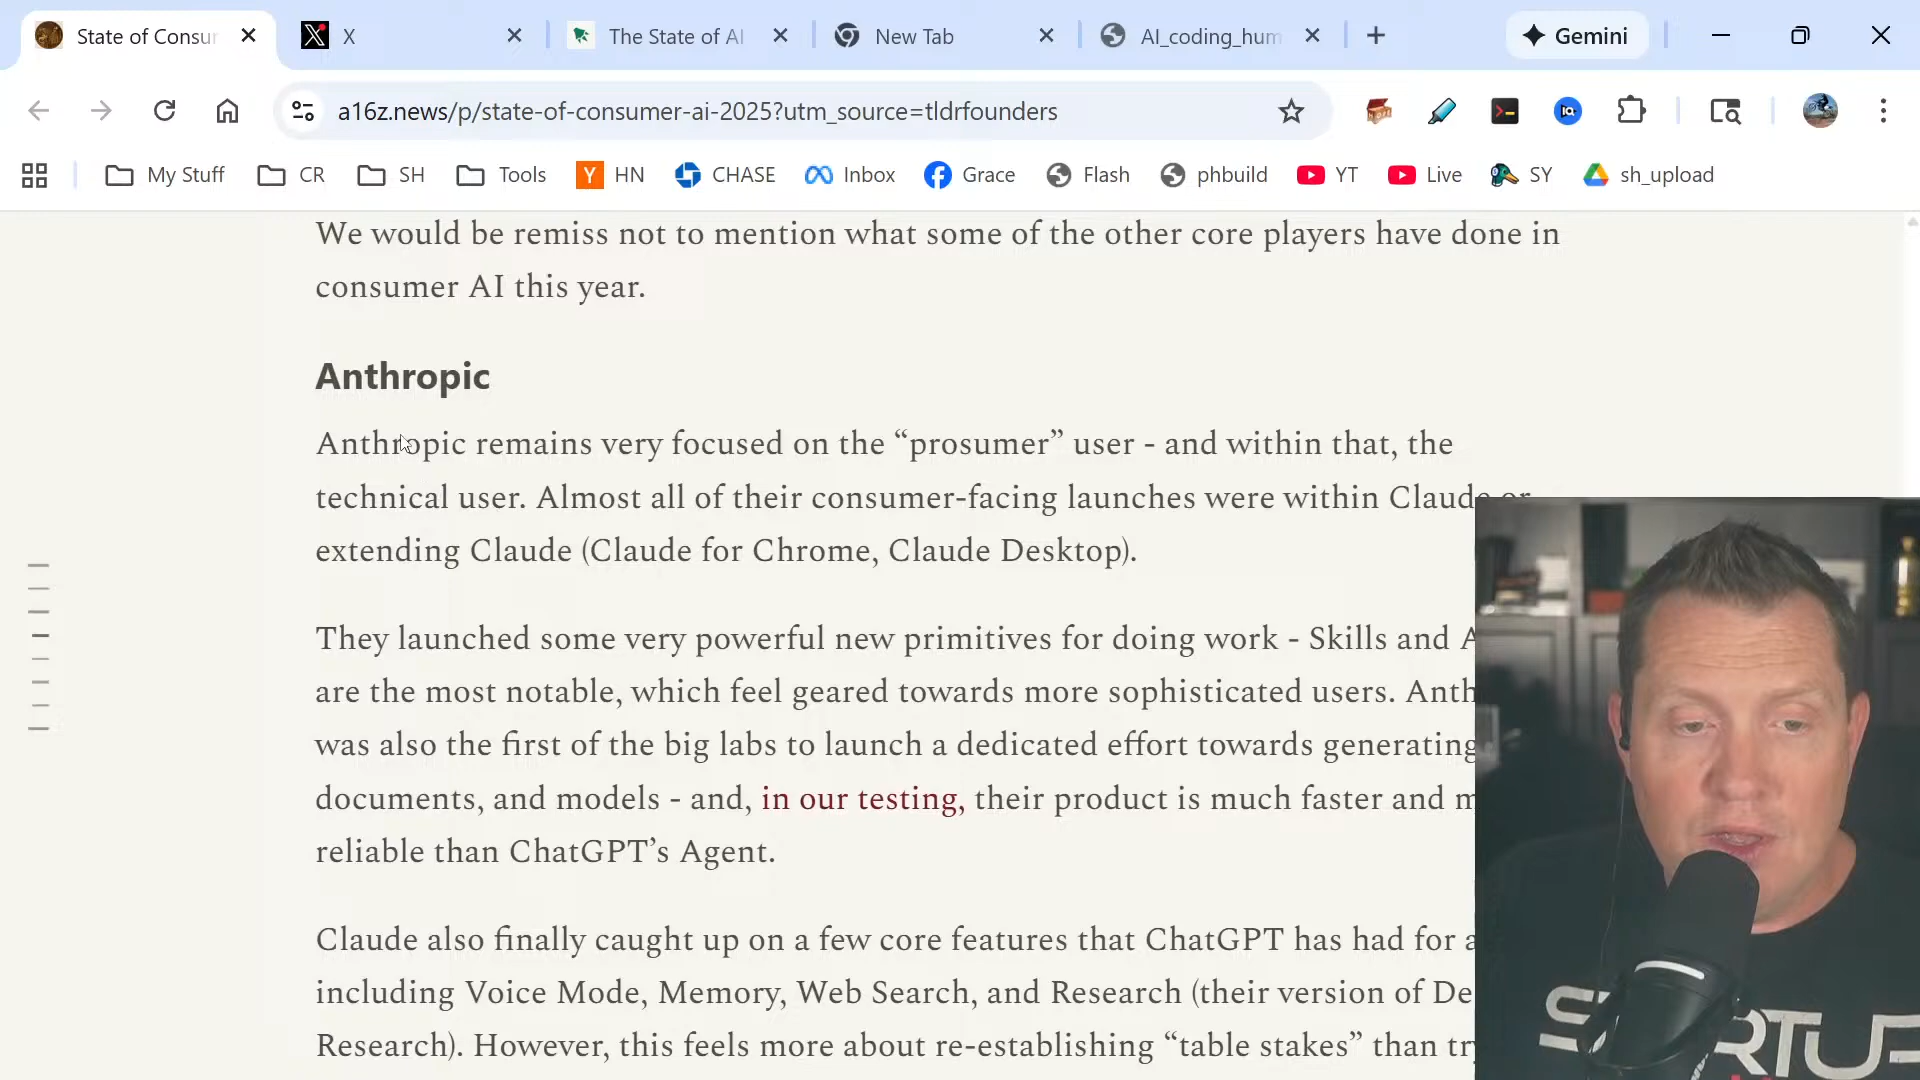 State of Consu
X
The State of AI
New Tab
AI_coding_hum
Gemini
a16z.news/p/state-of-consumer-ai-2025?utm_source=tldrfounders
My Stuff
CR
SH
Tools
HN
CHASE
Inbox
Grace
Flash
phbuild
YT
Live
SY
sh_upload
We would be remiss not to mention what some of the other core players have done in
consumer AI this year.
Anthropic
Anthropic remains very focused on the “prosumer” user - and within that, the
technical user. Almost all of their consumer-facing launches were within Claude or
extending Claude (Claude for Chrome, Claude Desktop).
They launched some very powerful new primitives for doing work - Skills and A
are the most notable, which feel geared towards more sophisticated users. Anth
was also the first of the big labs to launch a dedicated effort towards generating
documents, and models - and, in our testing, their product is much faster and m
reliable than ChatGPT’s Agent.
Claude also finally caught up on a few core features that ChatGPT has had for a
including Voice Mode, Memory, Web Search, and Research (their version of De
Research). However, this feels more about re-establishing “table stakes” than try